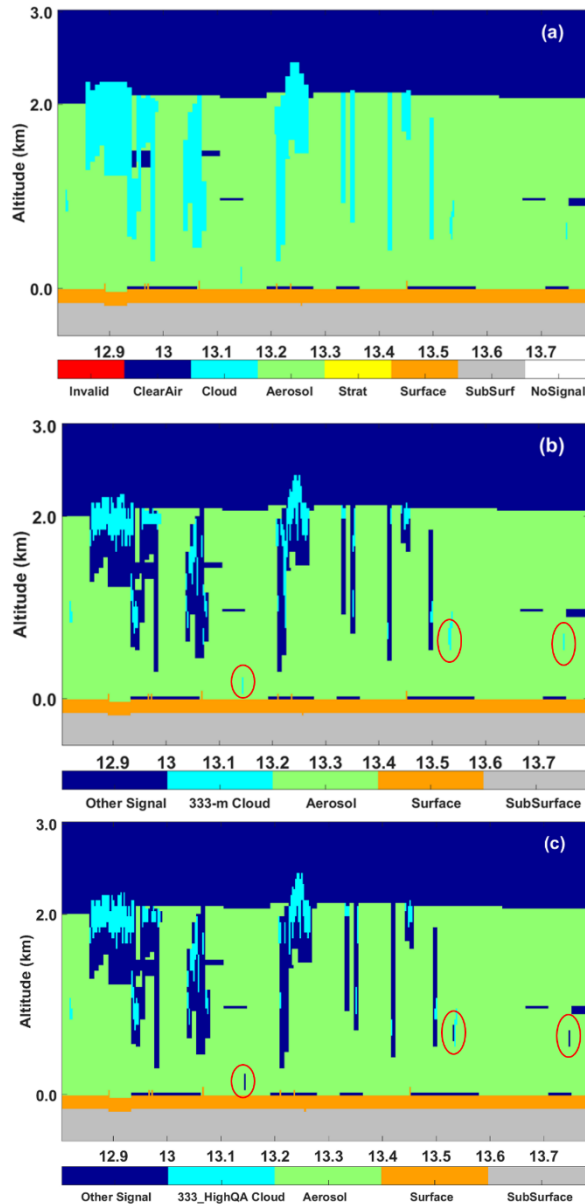 3.0
(a)
2.0
Altitude (km)
0.0
12.9 13 13.1 13.2 13.3 13.4 13.5 13.6 13.7
Invalid ClearAir Cloud Aerosol Strat Surface SubSurf NoSignal
3.0
(b)
2.0
Altitude (km)
0.0
12.9 13 13.1 13.2 13.3 13.4 13.5 13.6 13.7
Other Signal 333-m Cloud Aerosol Surface SubSurface
3.0
(c)
2.0
Altitude (km)
0.0
12.9 13 13.1 13.2 13.3 13.4 13.5 13.6 13.7
Other Signal 333_HighQA Cloud Aerosol Surface SubSurface